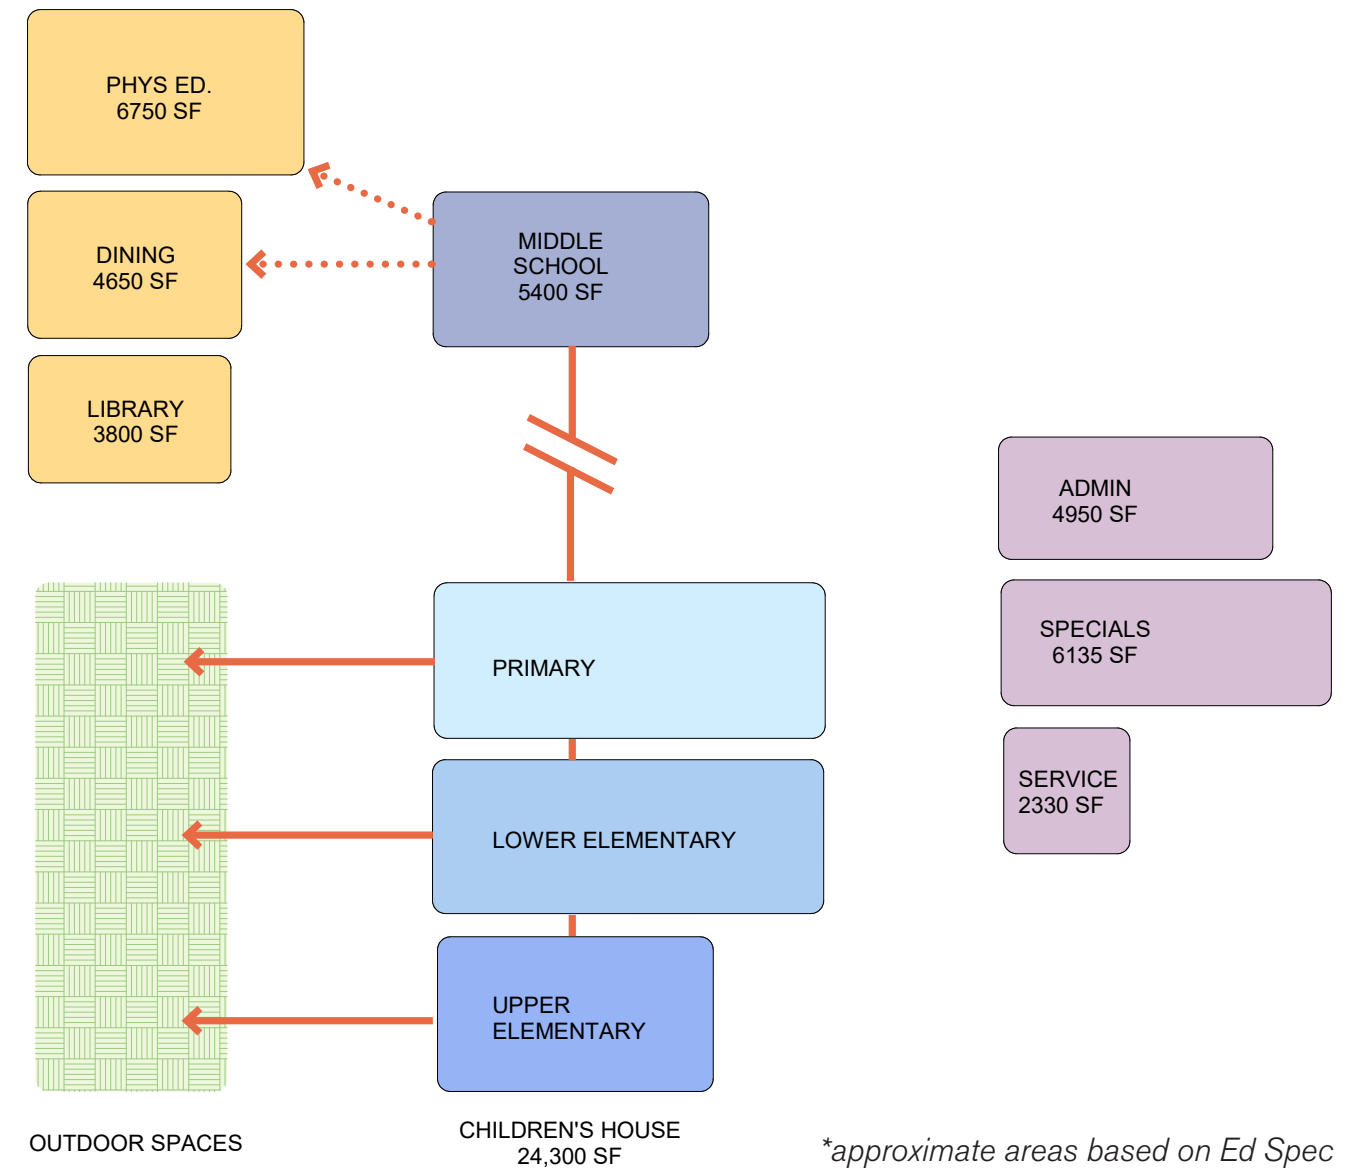 PHYS ED.
6750 SF
DINING
4650 SF
LIBRARY
3800 SF
MIDDLE
SCHOOL
5400 SF
ADMIN
4950 SF
SPECIALS
6135 SF
SERVICE
2330 SF
PRIMARY
LOWER ELEMENTARY
UPPER
ELEMENTARY
OUTDOOR SPACES
CHILDREN'S HOUSE
24,300 SF
*approximate areas based on Ed Spec